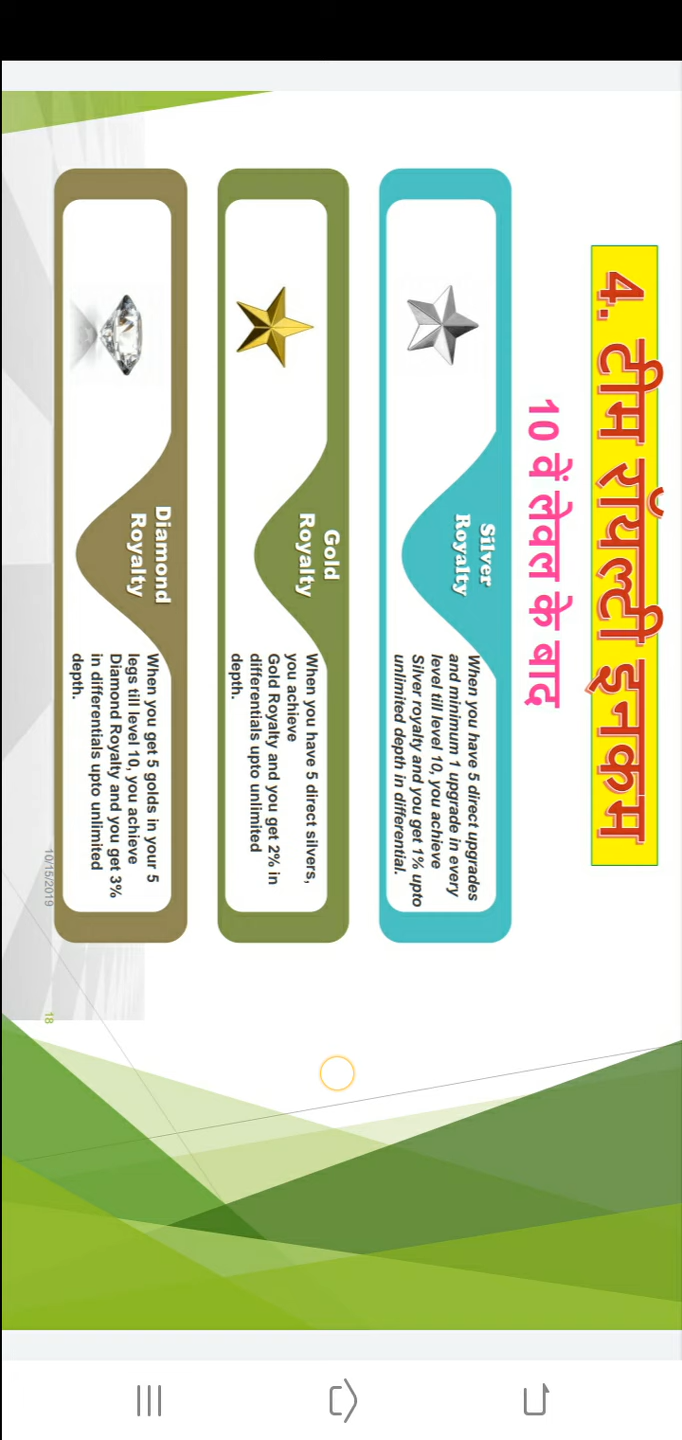 4. टीम रॉयल्टी इनकम
10 वें लेवल के बाद
Silver
Royalty
When you have 5 direct upgrades
and minimum 1 upgrade in every
level till level 10, you achieve
Silver royalty and you get 1% upto
unlimited depth in differential.
Gold
Royalty
When you have 5 direct silvers,
you achieve
Gold Royalty and you get 2% in
differentials upto unlimited
depth.
Diamond
Royalty
When you get 5 golds in your 5
legs till level 10, you achieve
Diamond Royalty and you get 3%
in differentials upto unlimited
depth.
10/15/2019
18